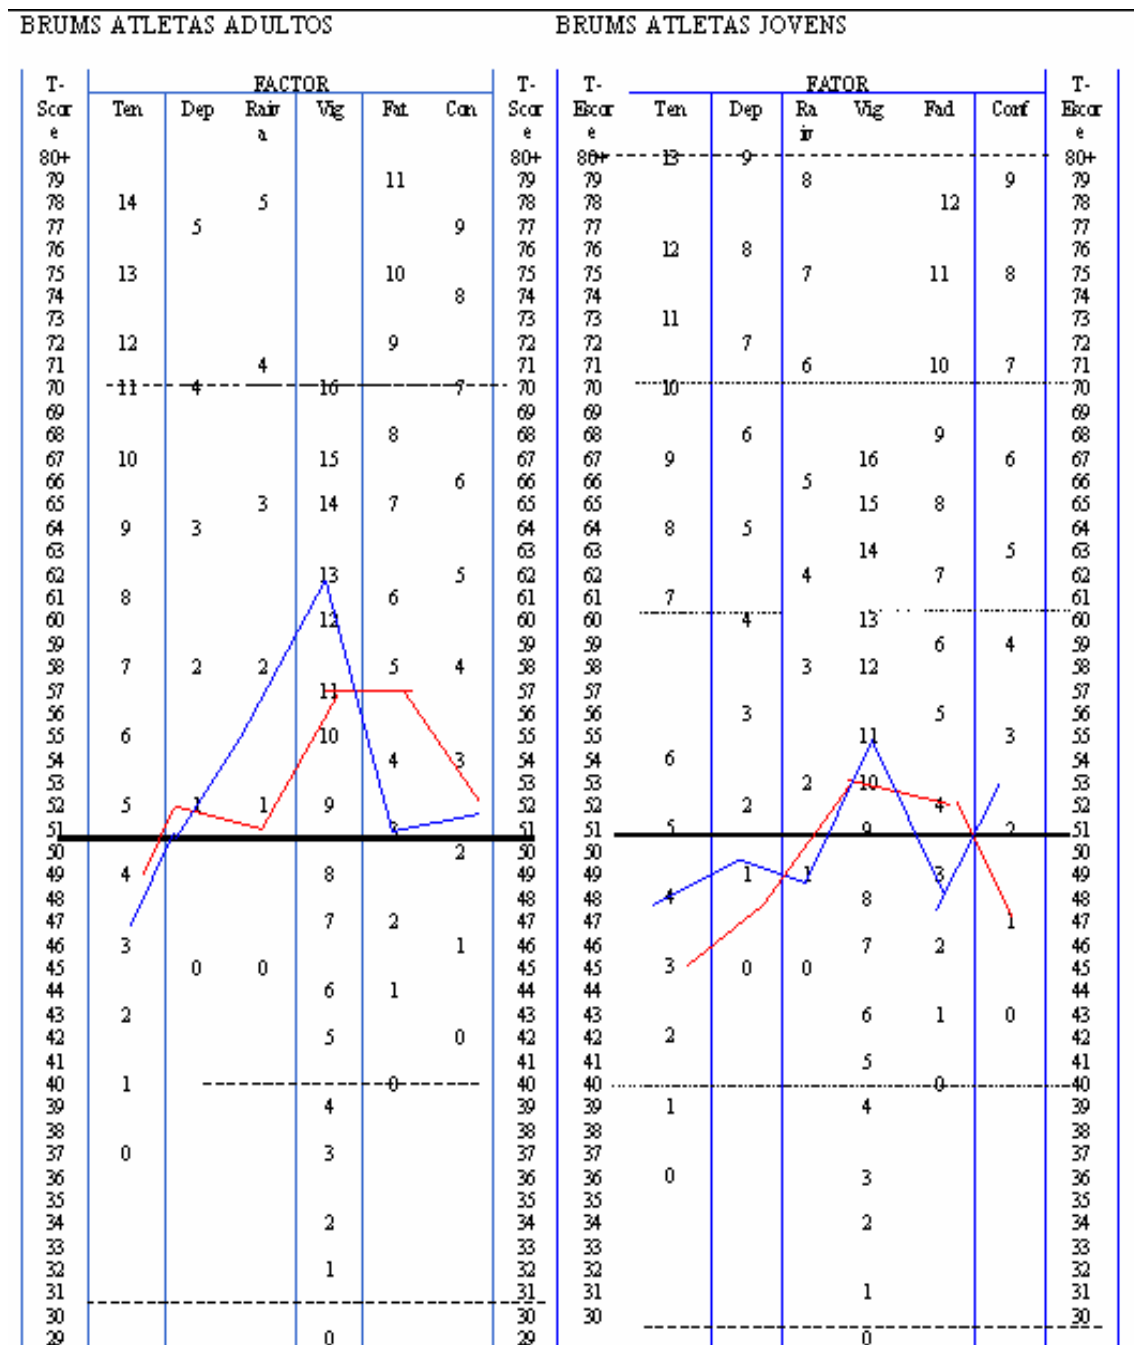 BRUMS ATLETAS ADULTOS BRUMS ATLETAS JOVENS
T- FACTOR T- T- FATOR T-
Scor Ten Dep Raiv Vig Fat Con Scor Escor Ten Dep Ra Vig Fad Conf Escor
e a e e iv e
80+ 80+ 80+ 13 9 80+
79 11 79 79 8 9 79
78 14 5 78 78 12 78
77 5 9 77 77 77
76 76 76 12 8 76
75 13 10 75 75 7 11 8 75
74 8 74 74 74
73 73 73 11 73
72 12 9 72 72 7 72
71 4 71 71 6 10 7 71
70 11 4 16 7 70 70 10 70
69 69 69 69
68 8 68 68 6 9 68
67 10 15 67 67 9 16 6 67
66 6 66 66 5 66
65 3 14 7 65 65 15 8 65
64 9 3 64 64 8 5 64
63 63 63 14 5 63
62 13 5 62 62 4 7 62
61 8 6 61 61 7 61
60 12 60 60 4 13 60
59 59 59 6 4 59
58 7 2 2 5 4 58 58 3 12 58
57 11 57 57 57
56 56 56 3 5 56
55 6 10 55 55 11 3 55
54 4 3 54 54 6 54
53 53 53 2 10 53
52 5 1 1 9 52 52 2 4 52
51 3 51 51 5 9 2 51
50 2 50 50 50
49 4 8 49 49 1 1 3 49
48 48 48 4 8 48
47 7 2 47 47 1 47
46 3 1 46 46 7 2 46
45 0 0 45 45 3 0 0 45
44 6 1 44 44 44
43 2 43 43 6 1 0 43
42 5 0 42 42 2 42
41 41 41 5 41
40 1 0 40 40 0 40
39 4 39 39 1 4 39
38 38 38 38
37 0 3 37 37 37
36 36 36 0 3 36
35 35 35 35
34 2 34 34 2 34
33 33 33 33
32 1 32 32 32
31 31 31 1 31
30 30 30 30
29 0 29 0